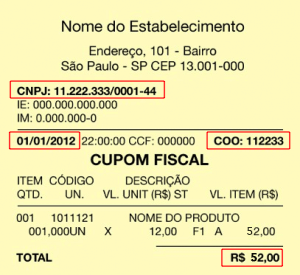 Nome do Estabelecimento
Endereço, 101 - Bairro
São Paulo - SP CEP 13.001-000
CNPJ: 11.222.333/0001-44
IE: 000.000.000.000
IM: 0.000.000-0
01/01/2012 22:00:00 CCF: 000000 COO: 112233
CUPOM FISCAL
ITEM CÓDIGO DESCRIÇÃO
QTD. UN. VL. UNIT (R$) ST VL. ITEM (R$)
001 1011121 NOME DO PRODUTO
001,000UN X 12,00 F1 A 52,00
TOTAL R$ 52,00